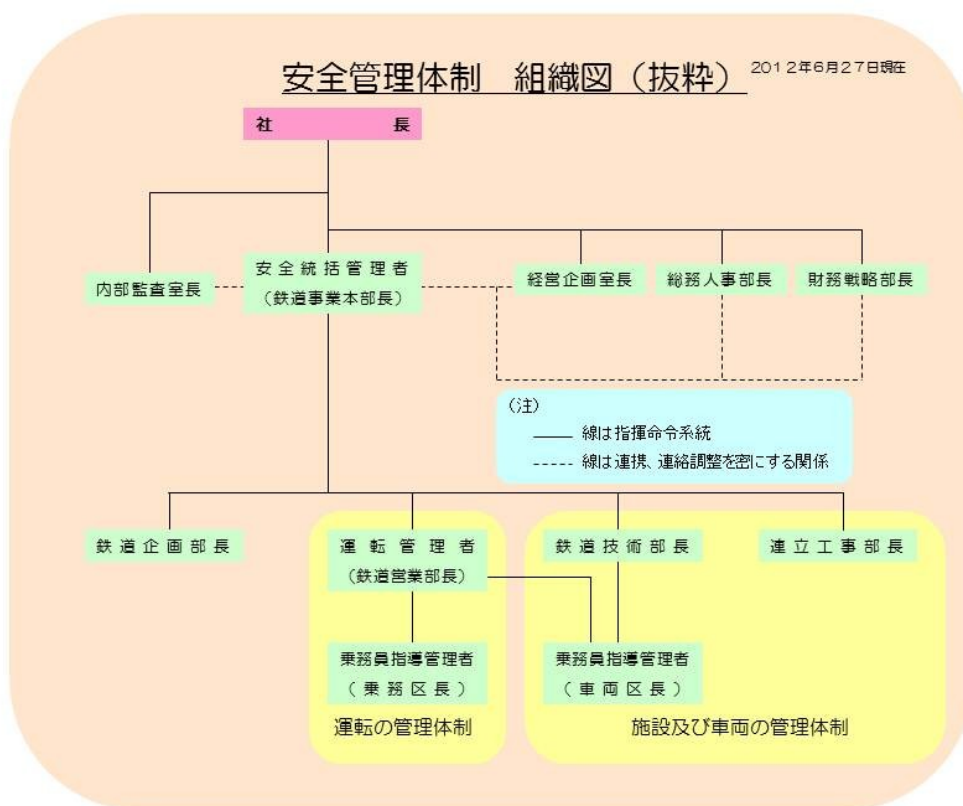 安全管理体制 組織図（抜粋）
２０１２年６月２７日現在
社長
内部監査室長
安全統括管理者
（鉄道事業本部長）
経営企画室長
総務人事部長
財務戦略部長
（注）
線は指揮命令系統
線は連携、連絡調整を密にする関係
鉄道企画部長
運転管理者
（鉄道営業部長）
鉄道技術部長
連立工事部長
乗務員指導管理者
（乗務区長）
乗務員指導管理者
（車両区長）
運転の管理体制
施設及び車両の管理体制